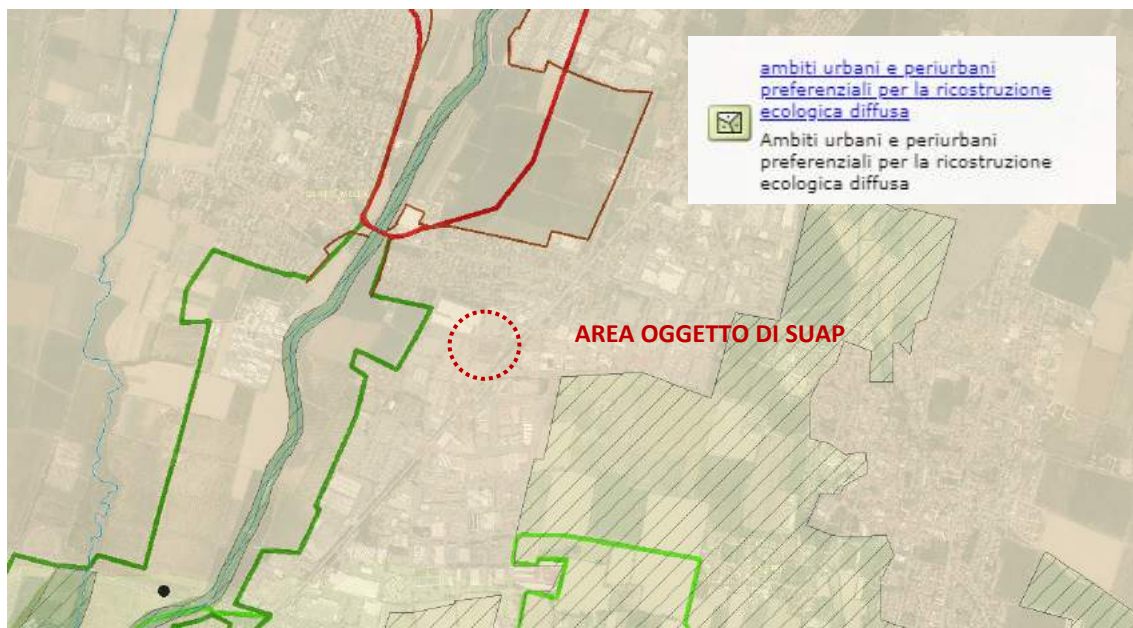 ambiti urbani e periurbani
preferenziali per la ricostruzione
ecologica diffusa
Ambiti urbani e periurbani
preferenziali per la ricostruzione
ecologica diffusa
AREA OGGETTO DI SUAP